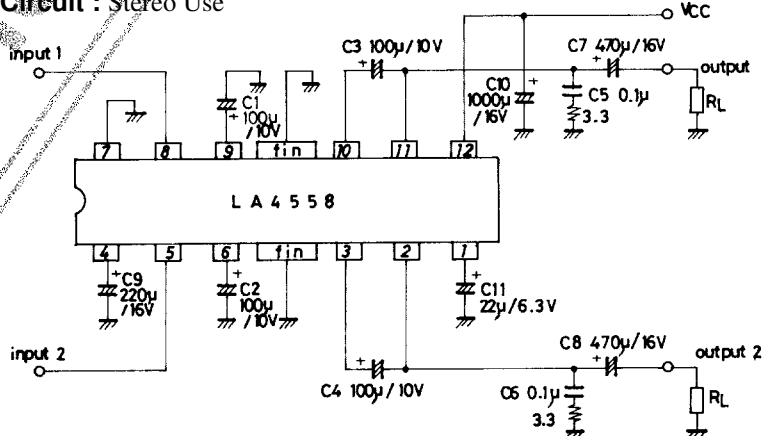 Circuit : Stereo Use
VCC
C3 100μ/10V
C7 470μ/16V
input 1
output
C1
100μ
/10V
C10
1000μ
/16V
C5 0.1μ
3.3
RL
7 8 9 fin 10 11 12
LA4558
4 5 6 fin 3 2 1
C9
220μ
/16V
C2
100μ
/10V
C11
22μ/6.3V
input 2
C8 470μ/16V
output 2
C4 100μ/10V
C6 0.1μ
3.3
RL